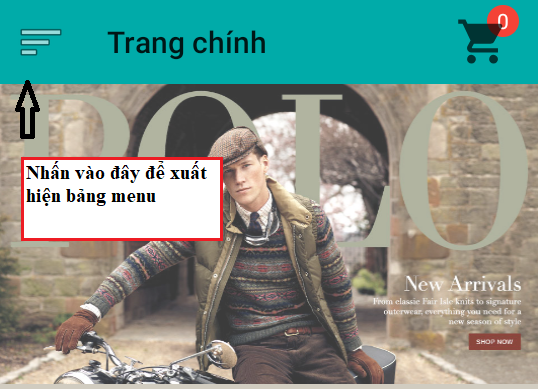 Trang chính
0
POLO
Nhấn vào đây để xuất
hiện bảng menu
New Arrivals
From classic Fair Isle knits to signature
outerwear, everything you need for a
new season of style
SHOP NOW